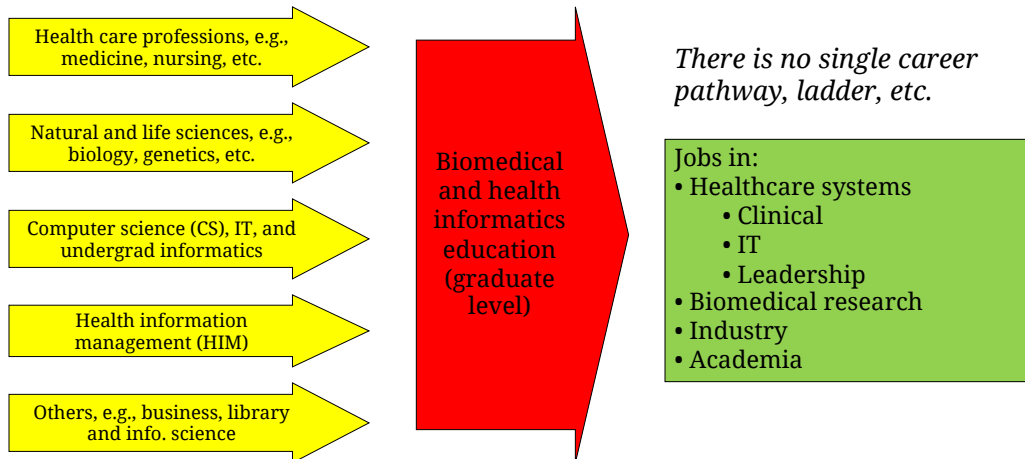 Health care professions, e.g.,
medicine, nursing, etc.
Natural and life sciences, e.g.,
biology, genetics, etc.
Computer science (CS), IT, and
undergrad informatics
Health information
management (HIM)
Others, e.g., business, library
and info. science
Biomedical
and health
informatics
education
(graduate
level)
There is no single career
pathway, ladder, etc.
Jobs in:
• Healthcare systems
• Clinical
• IT
• Leadership
• Biomedical research
• Industry
• Academia